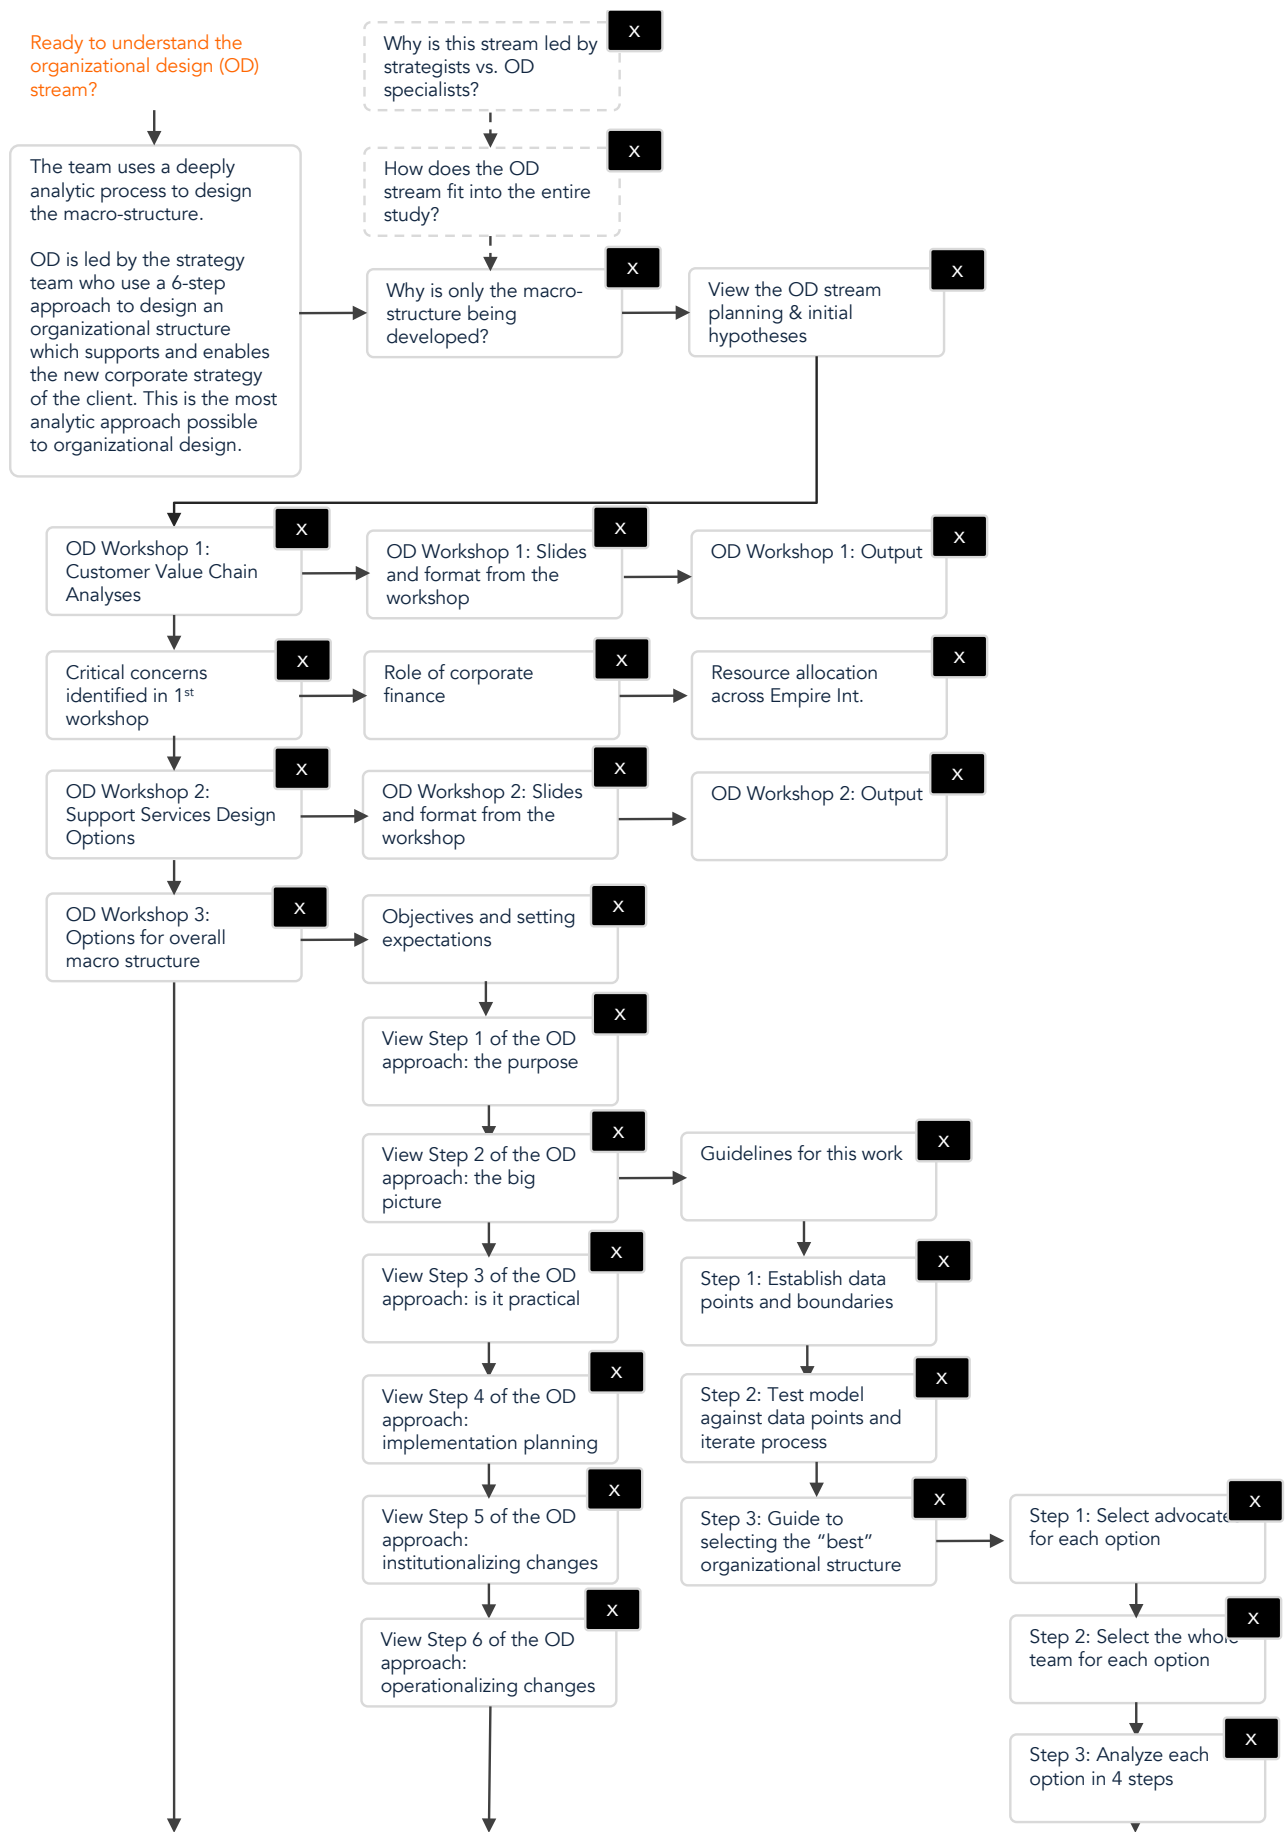 Ready to understand the
organizational design (OD)
stream?
The team uses a deeply
analytic process to design
the macro-structure.
OD is led by the strategy
team who use a 6-step
approach to design an
organizational structure
which supports and enables
the new corporate strategy
of the client. This is the most
analytic approach possible
to organizational design.
X
Why is this stream led by
strategists vs. OD
specialists?
X
How does the OD
stream fit into the entire
study?
X
Why is only the macro-
structure being
developed?
X
View the OD stream
planning & initial
hypotheses
X
OD Workshop 1:
Customer Value Chain
Analyses
X
OD Workshop 1: Slides
and format from the
workshop
X
OD Workshop 1: Output
X
Critical concerns
identified in 1st
workshop
X
Role of corporate
finance
X
Resource allocation
across Empire Int.
X
OD Workshop 2:
Support Services Design
Options
X
OD Workshop 2: Slides
and format from the
workshop
X
OD Workshop 2: Output
X
OD Workshop 3:
Options for overall
macro structure
X
Objectives and setting
expectations
X
View Step 1 of the OD
approach: the purpose
X
View Step 2 of the OD
approach: the big
picture
X
Guidelines for this work
X
View Step 3 of the OD
approach: is it practical
X
Step 1: Establish data
points and boundaries
X
View Step 4 of the OD
approach:
implementation planning
X
Step 2: Test model
against data points and
iterate process
X
View Step 5 of the OD
approach:
institutionalizing changes
X
Step 3: Guide to
selecting the “best”
organizational structure
X
Step 1: Select advocate
for each option
X
View Step 6 of the OD
approach:
operationalizing changes
X
Step 2: Select the whole
team for each option
X
Step 3: Analyze each
option in 4 steps